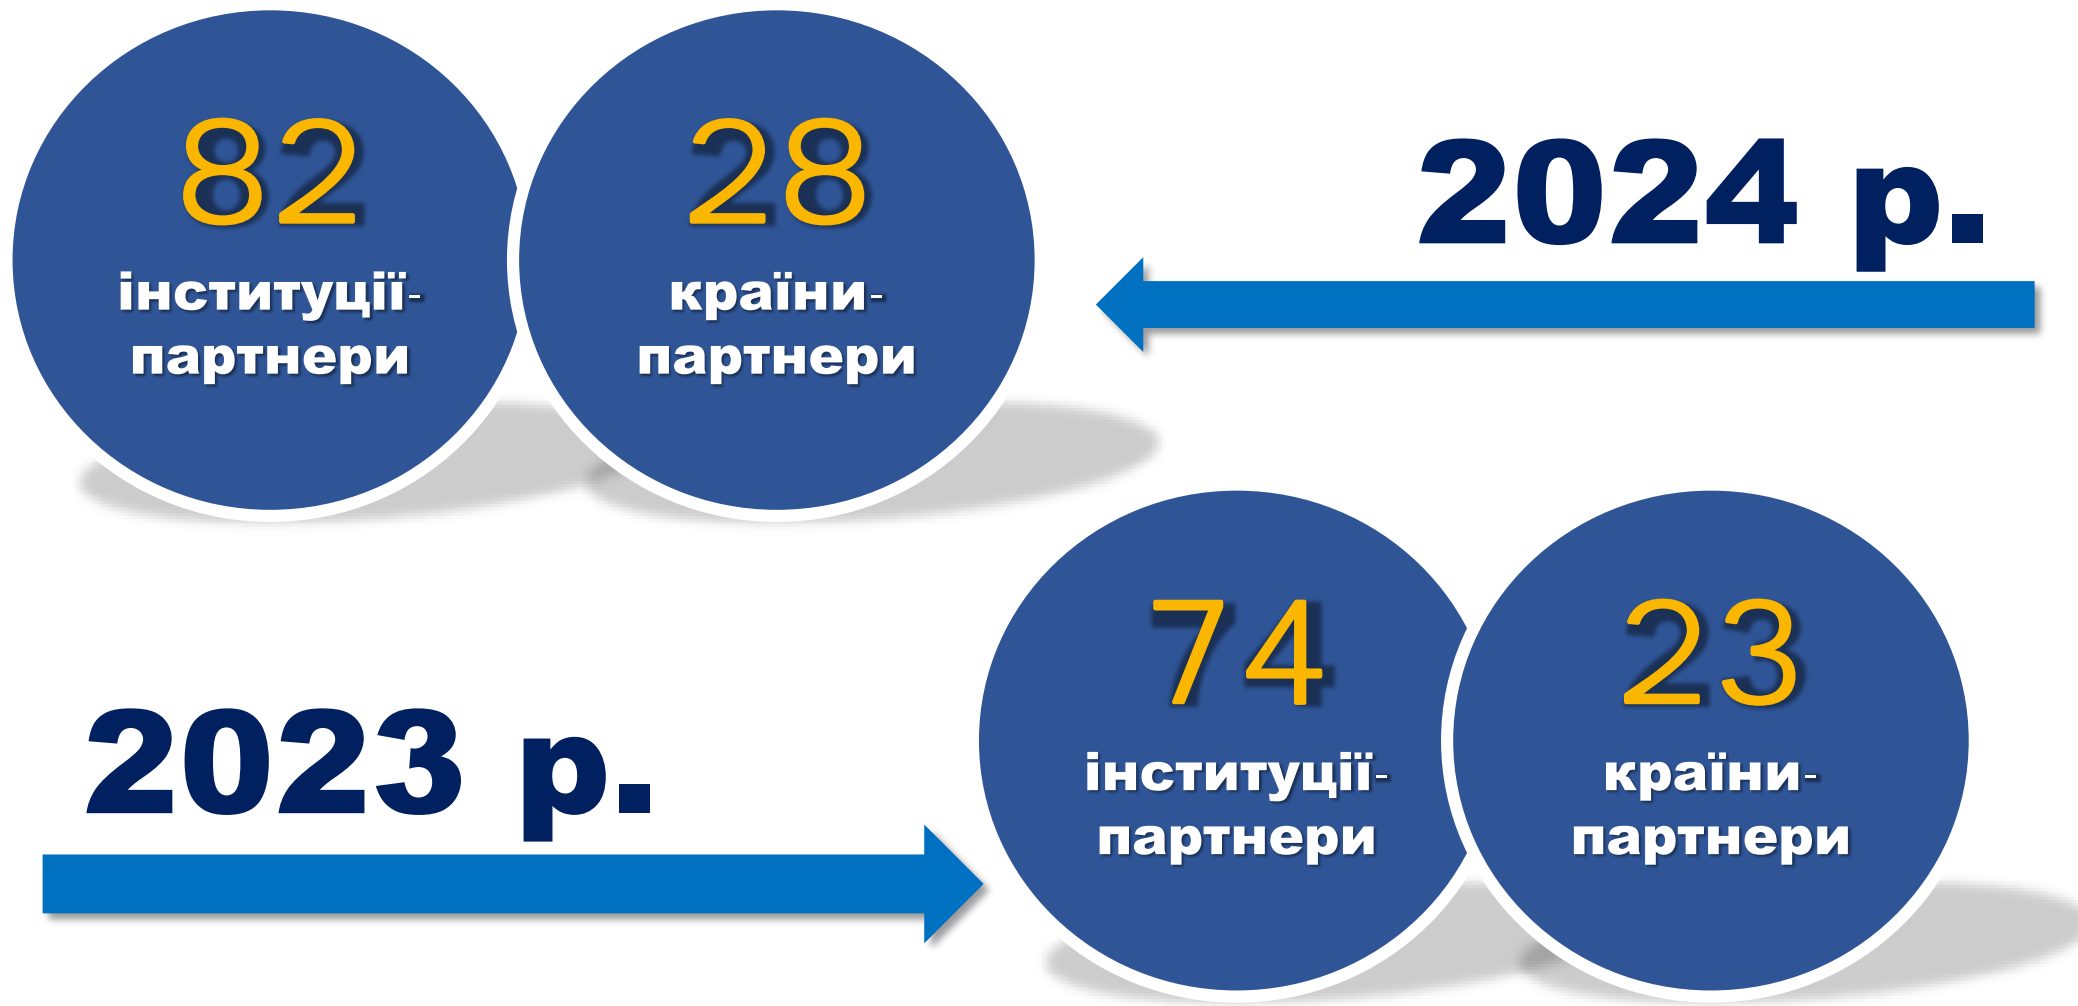 82
інституції-
партнери
28
країни-
партнери
2024 р.
2023 р.
74
інституції-
партнери
23
країни-
партнери